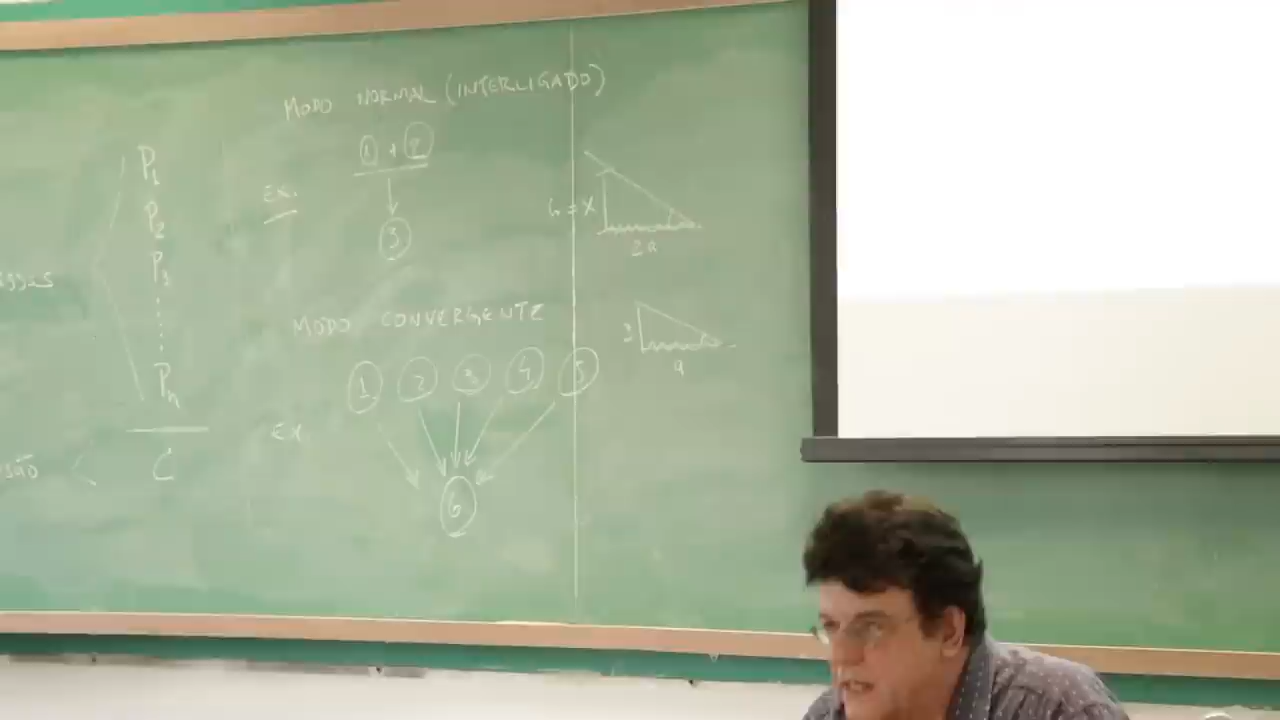 P1
P2
P3
Pn
C
MODO NORMAL (INTERLIGADO)
EX.
1 + 2
3
MODO CONVERGENTE
1 2 3 4 5
EX.
6
X
2a
3
a